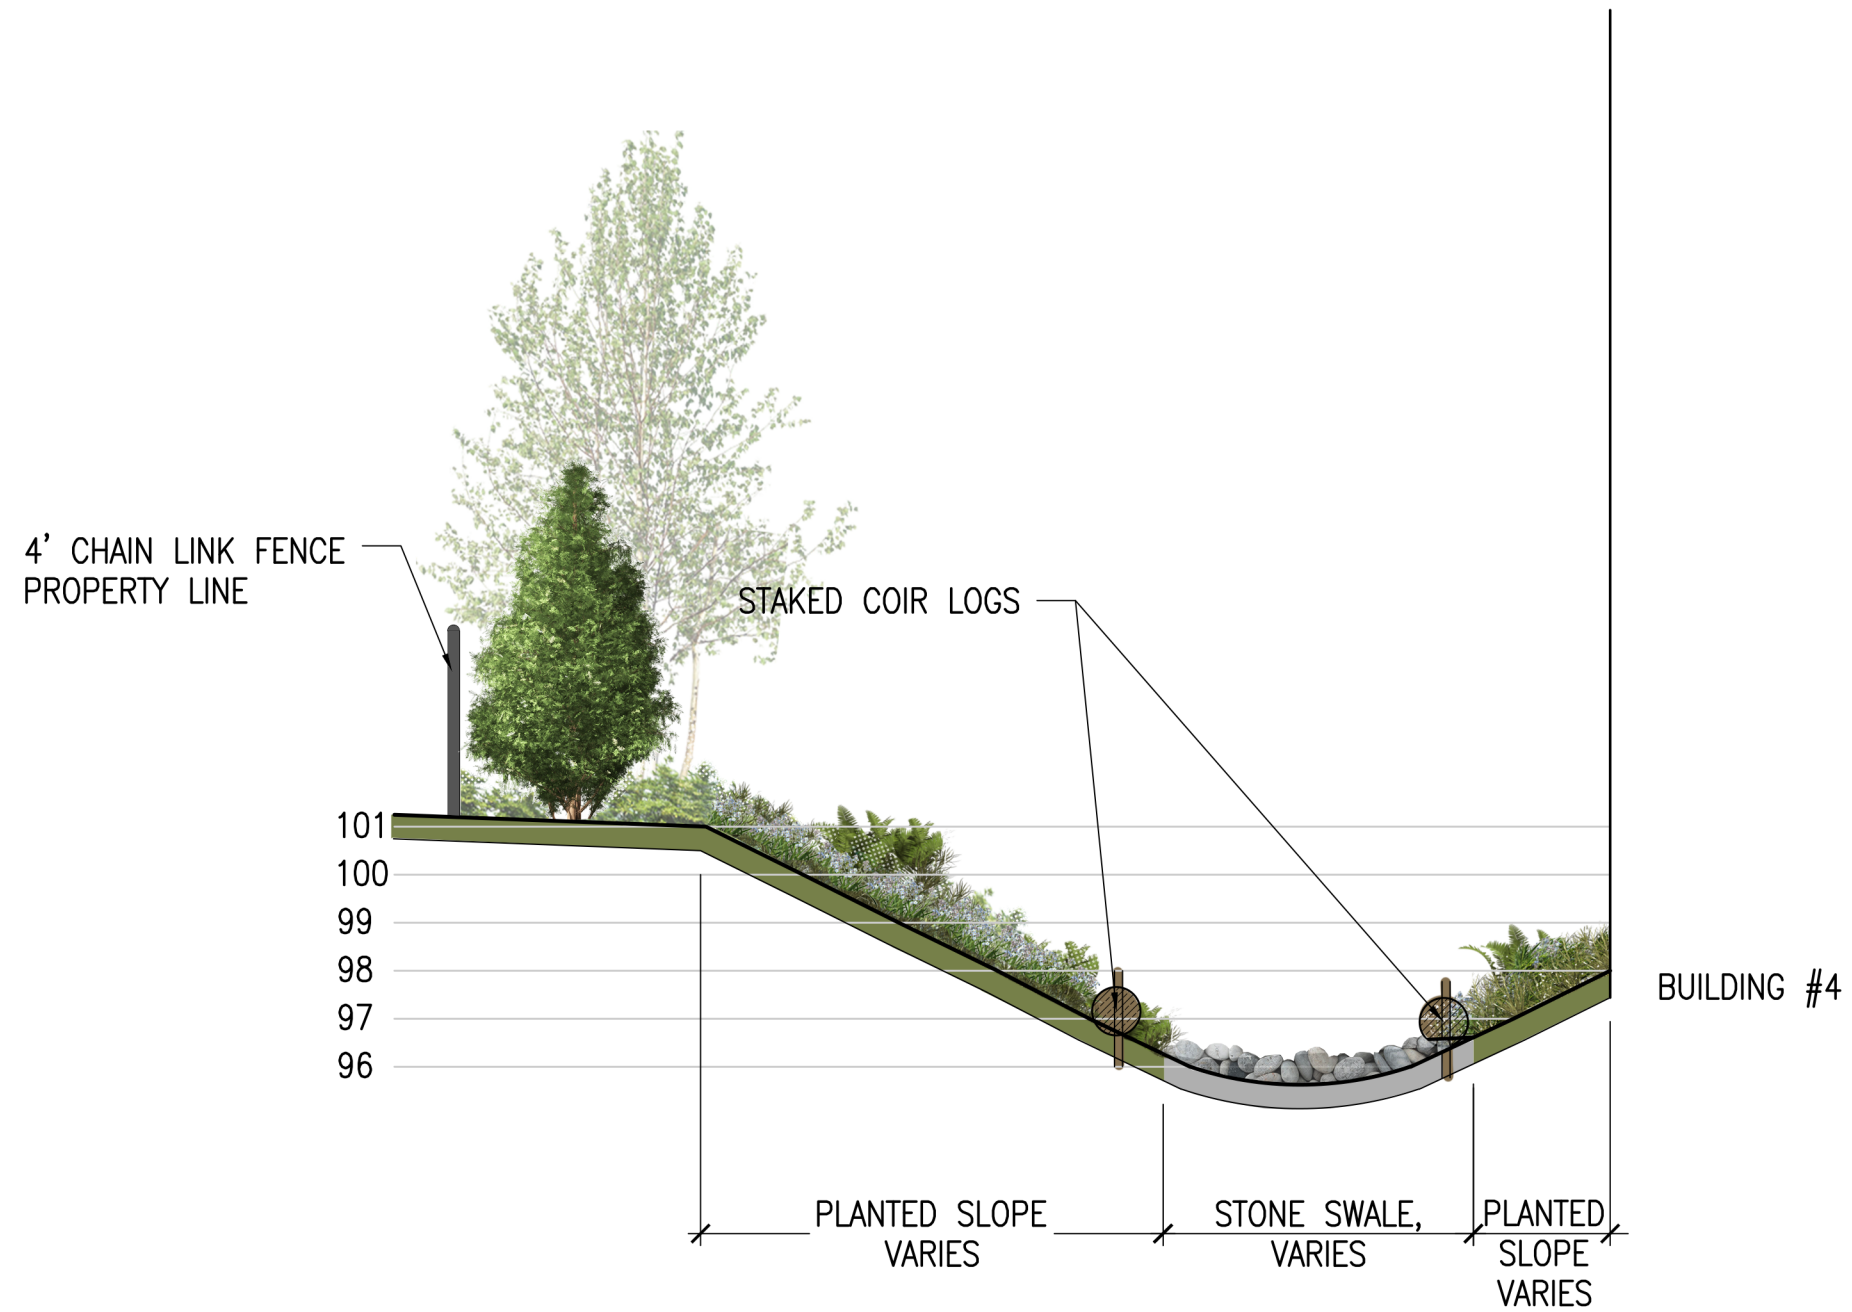 4’ CHAIN LINK FENCE
PROPERTY LINE
STAKED COIR LOGS
101
100
99
98
97
96
BUILDING #4
PLANTED SLOPE
VARIES
STONE SWALE,
VARIES
PLANTED
SLOPE
VARIES